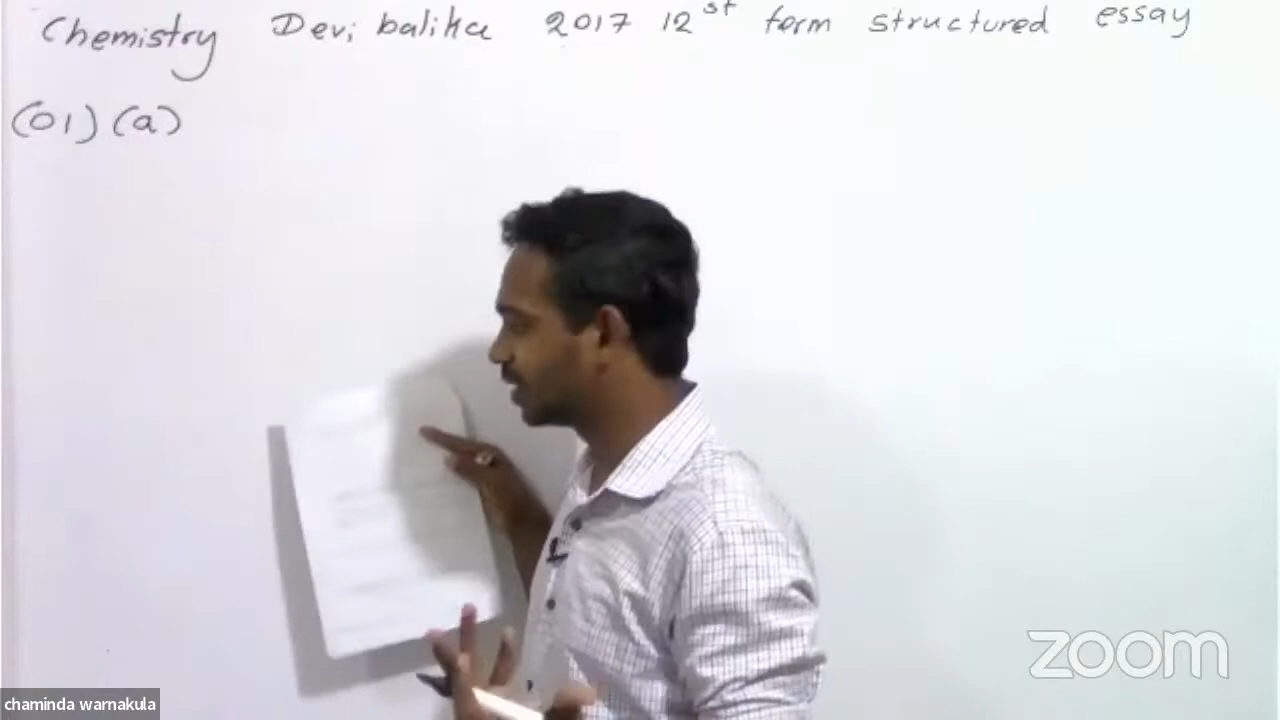 Chemistry Devi balika 2017 12st form structured essay
(01) (a)
zoom
chaminda warnakula